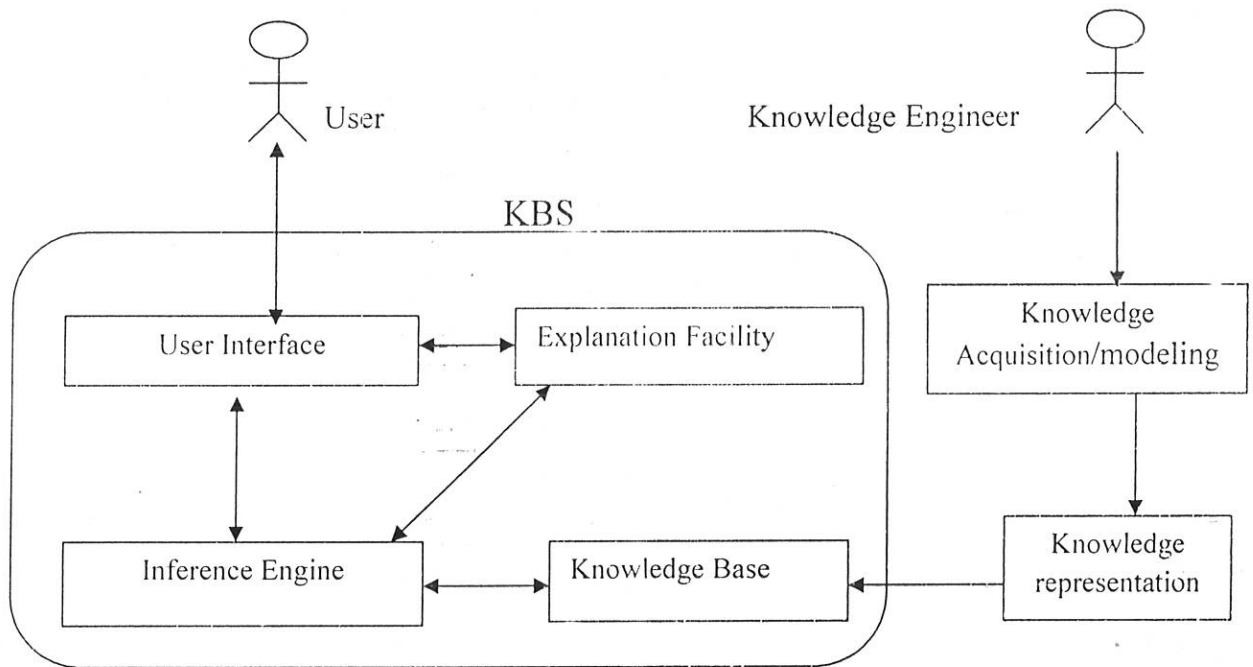 User
Knowledge Engineer
KBS
User Interface
Explanation Facility
Knowledge
Acquisition/modeling
Inference Engine
Knowledge Base
Knowledge
representation